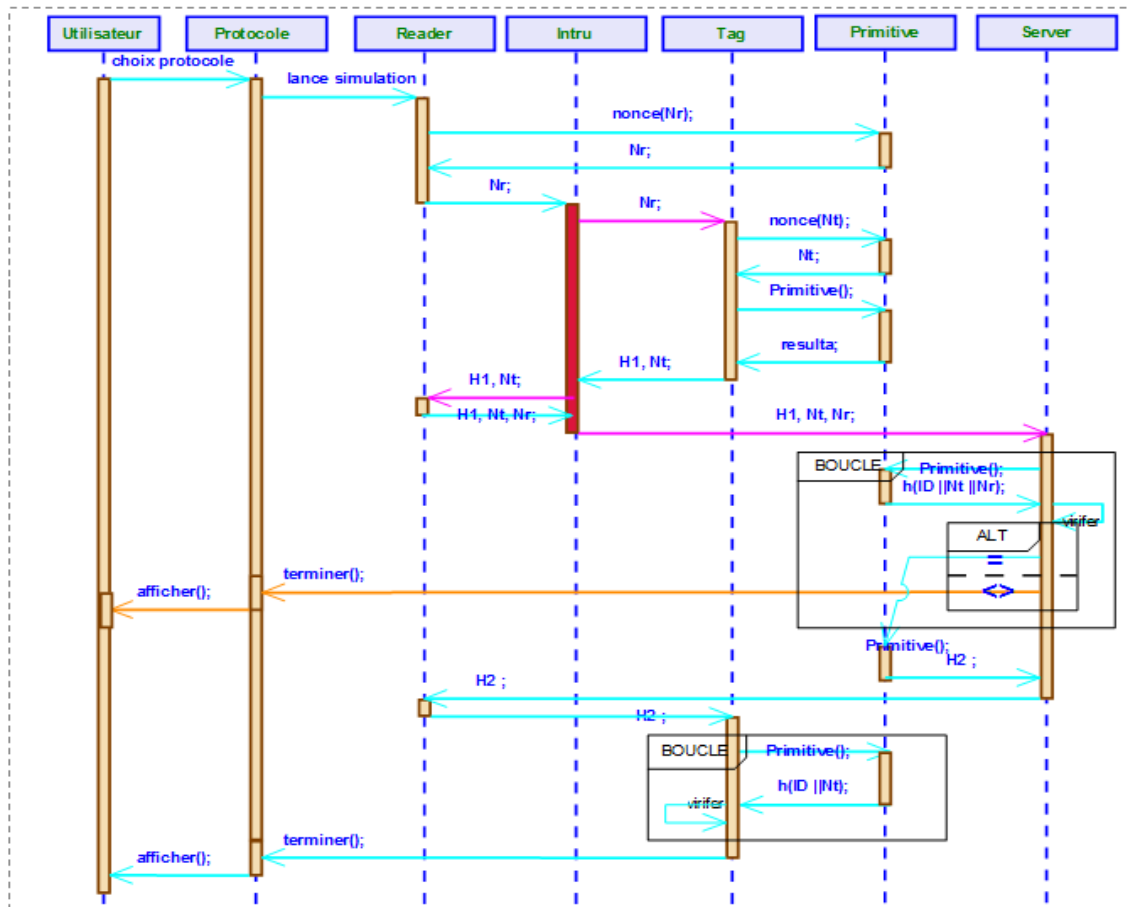 Utilisateur Protocole Reader Intru Tag Primitive Server
choix protocole
lance simulation
nonce(Nr);
Nr;
Nr;
Nr;
nonce(Nt);
Nt;
Primitive();
resulta;
H1, Nt;
H1, Nt;
H1, Nt, Nr;
H1, Nt, Nr;
BOUCLE
Primitive();
h(ID ||Nt ||Nr);
virifer
ALT
=
<>
terminer();
afficher();
Primitive();
H2 ;
H2 ;
H2 ;
BOUCLE
Primitive();
h(ID ||Nt);
virifer
terminer();
afficher();